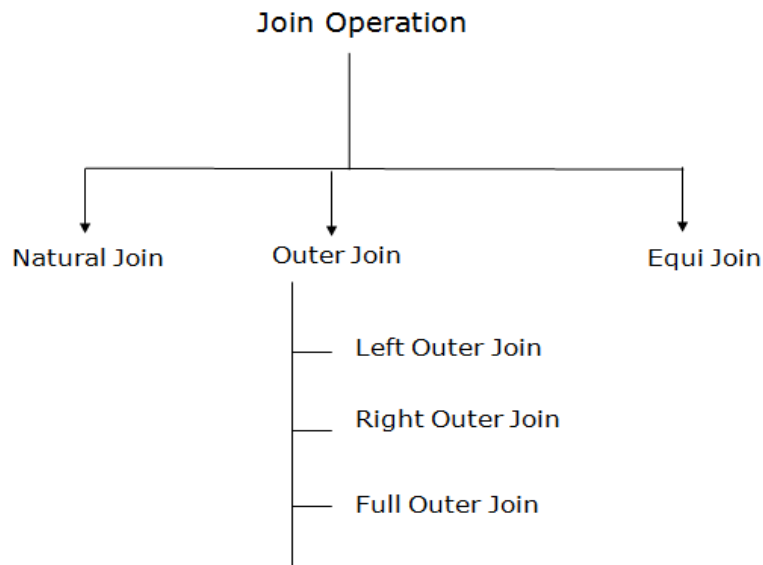 Join Operation
Natural Join
Outer Join
Equi Join
Left Outer Join
Right Outer Join
Full Outer Join